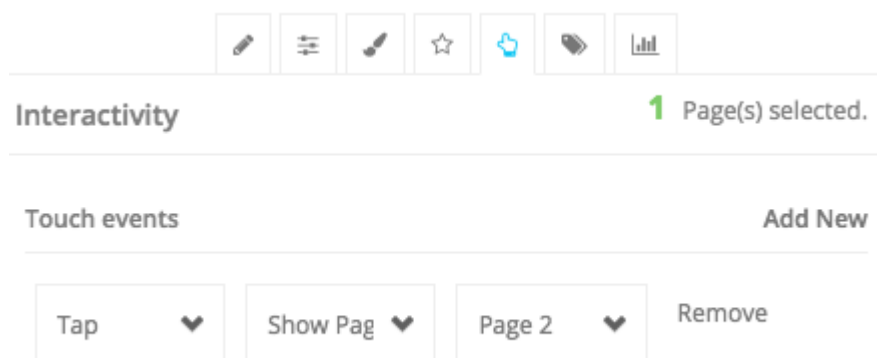 Interactivity 1 Page(s) selected.
Touch events Add New
Tap Show Pag Page 2 Remove